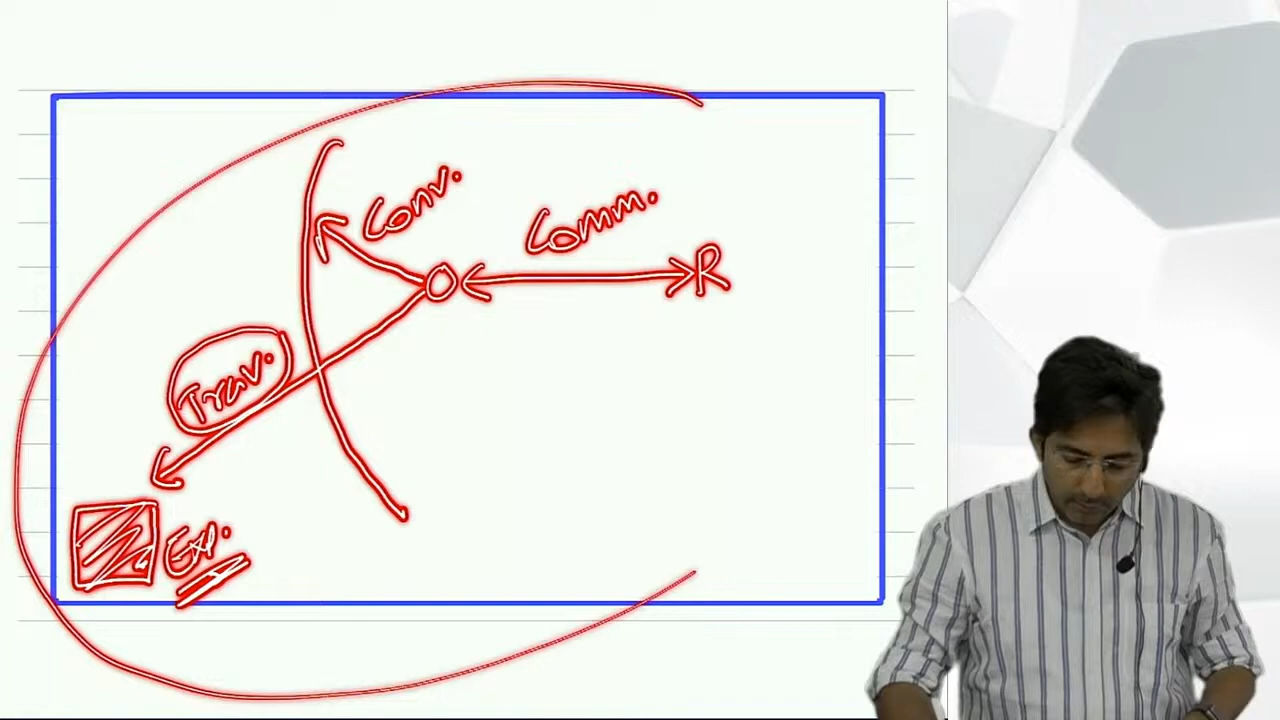 Conv.
Comm.
O
R
Trav.
Exp.